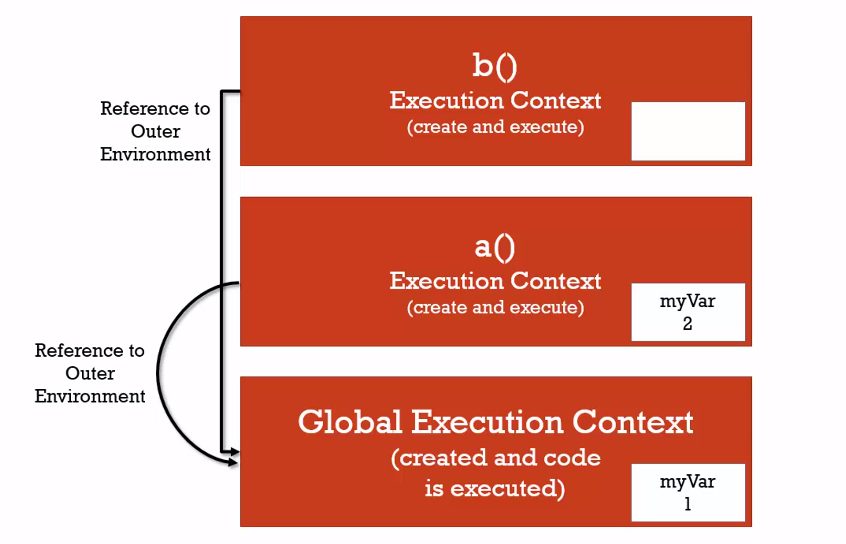 b()
Execution Context
(create and execute)
Reference to
Outer
Environment
a()
Execution Context
(create and execute)
myVar
2
Reference to
Outer
Environment
Global Execution Context
(created and code
is executed)
myVar
1